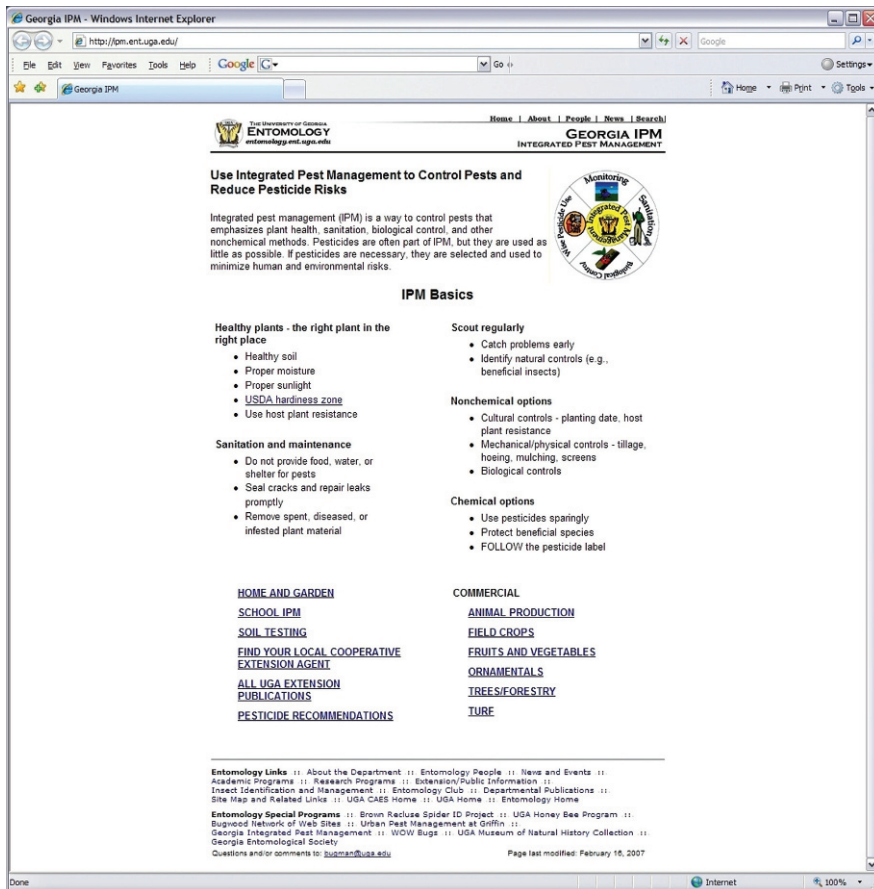 Georgia IPM - Windows Internet Explorer
http://ipm.ent.uga.edu/
Google
File Edit View Favorites Tools Help
Google
Go
Settings
Georgia IPM
Home Print Tools
THE UNIVERSITY OF GEORGIA
ENTOMOLOGY
entomology.ent.uga.edu
Home | About | People | News | Search
GEORGIA IPM
INTEGRATED PEST MANAGEMENT
Use Integrated Pest Management to Control Pests and
Reduce Pesticide Risks
Integrated pest management (IPM) is a way to control pests that
emphasizes plant health, sanitation, biological control, and other
nonchemical methods. Pesticides are often part of IPM, but they are used as
little as possible. If pesticides are necessary, they are selected and used to
minimize human and environmental risks.
Monitoring
Sanitation
Biological Control
Wise Pesticide Use
Integrated Pest Management
IPM Basics
Healthy plants - the right plant in the
right place
• Healthy soil
• Proper moisture
• Proper sunlight
• USDA hardiness zone
• Use host plant resistance
Sanitation and maintenance
• Do not provide food, water, or
shelter for pests
• Seal cracks and repair leaks
promptly
• Remove spent, diseased, or
infested plant material
Scout regularly
• Catch problems early
• Identify natural controls (e.g.,
beneficial insects)
Nonchemical options
• Cultural controls - planting date, host
plant resistance
• Mechanical/physical controls - tillage,
hoeing, mulching, screens
• Biological controls
Chemical options
• Use pesticides sparingly
• Protect beneficial species
• FOLLOW the pesticide label
HOME AND GARDEN
SCHOOL IPM
SOIL TESTING
FIND YOUR LOCAL COOPERATIVE
EXTENSION AGENT
ALL UGA EXTENSION
PUBLICATIONS
PESTICIDE RECOMMENDATIONS
COMMERCIAL
ANIMAL PRODUCTION
FIELD CROPS
FRUITS AND VEGETABLES
ORNAMENTALS
TREES/FORESTRY
TURF
Entomology Links :: About the Department :: Entomology People :: News and Events ::
Academic Programs :: Research Programs :: Extension/Public Information ::
Insect Identification and Management :: Entomology Club :: Departmental Publications ::
Site Map and Related Links :: UGA CAES Home :: UGA Home :: Entomology Home
Entomology Special Programs :: Brown Recluse Spider ID Project :: UGA Honey Bee Program ::
Bugwood Network of Web Sites :: Urban Pest Management at Griffin ::
Georgia Integrated Pest Management :: WOW Bugs :: UGA Museum of Natural History Collection ::
Georgia Entomological Society
Questions and/or comments to: bugman@uga.edu
Page last modified: February 16, 2007
Done
Internet
100%